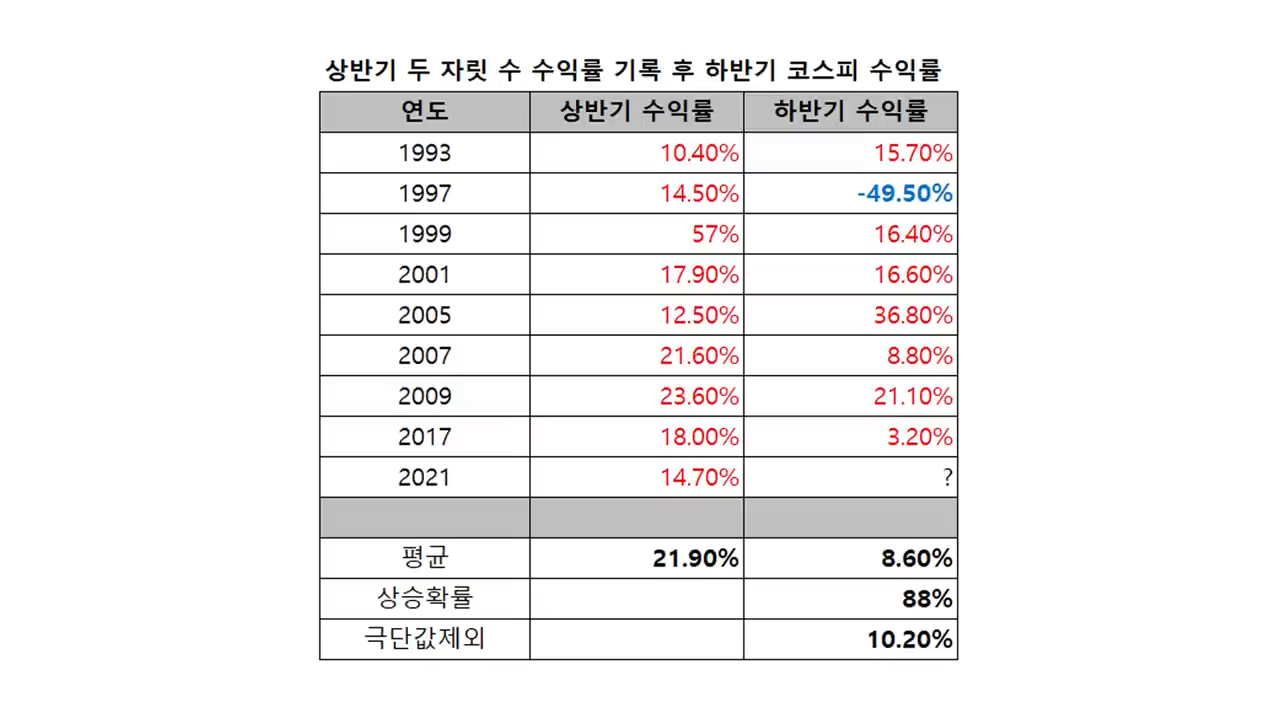 상반기 두 자릿 수 수익률 기록 후 하반기 코스피 수익률
연도 상반기 수익률 하반기 수익률
1993 10.40% 15.70%
1997 14.50% -49.50%
1999 57% 16.40%
2001 17.90% 16.60%
2005 12.50% 36.80%
2007 21.60% 8.80%
2009 23.60% 21.10%
2017 18.00% 3.20%
2021 14.70% ?
평균 21.90% 8.60%
상승확률 88%
극단값제외 10.20%